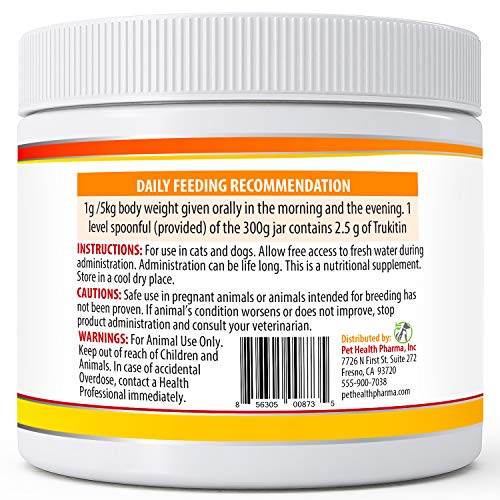 DAILY FEEDING RECOMMENDATION
1g /5kg body weight given orally in the morning and the evening. 1
level spoonful (provided) of the 300g jar contains 2.5 g of Trukitin
INSTRUCTIONS: For use in cats and dogs. Allow free access to fresh water during
administration. Administration can be life long. This is a nutritional supplement.
Store in a cool dry place.
CAUTIONS: Safe use in pregnant animals or animals intended for breeding has
not been proven. If animal's condition worsens or does not improve, stop
product administration and consult your veterinarian.
WARNINGS: For Animal Use Only.
Keep out of reach of Children and
Animals. In case of accidental
Overdose, contact a Health
Professional immediately.
8 56305 00873 5
Distributed by:
Pet Health Pharma, Inc
7726 N First St. Suite 272
Fresno, CA 93720
555-900-7038
pethealthpharma.com